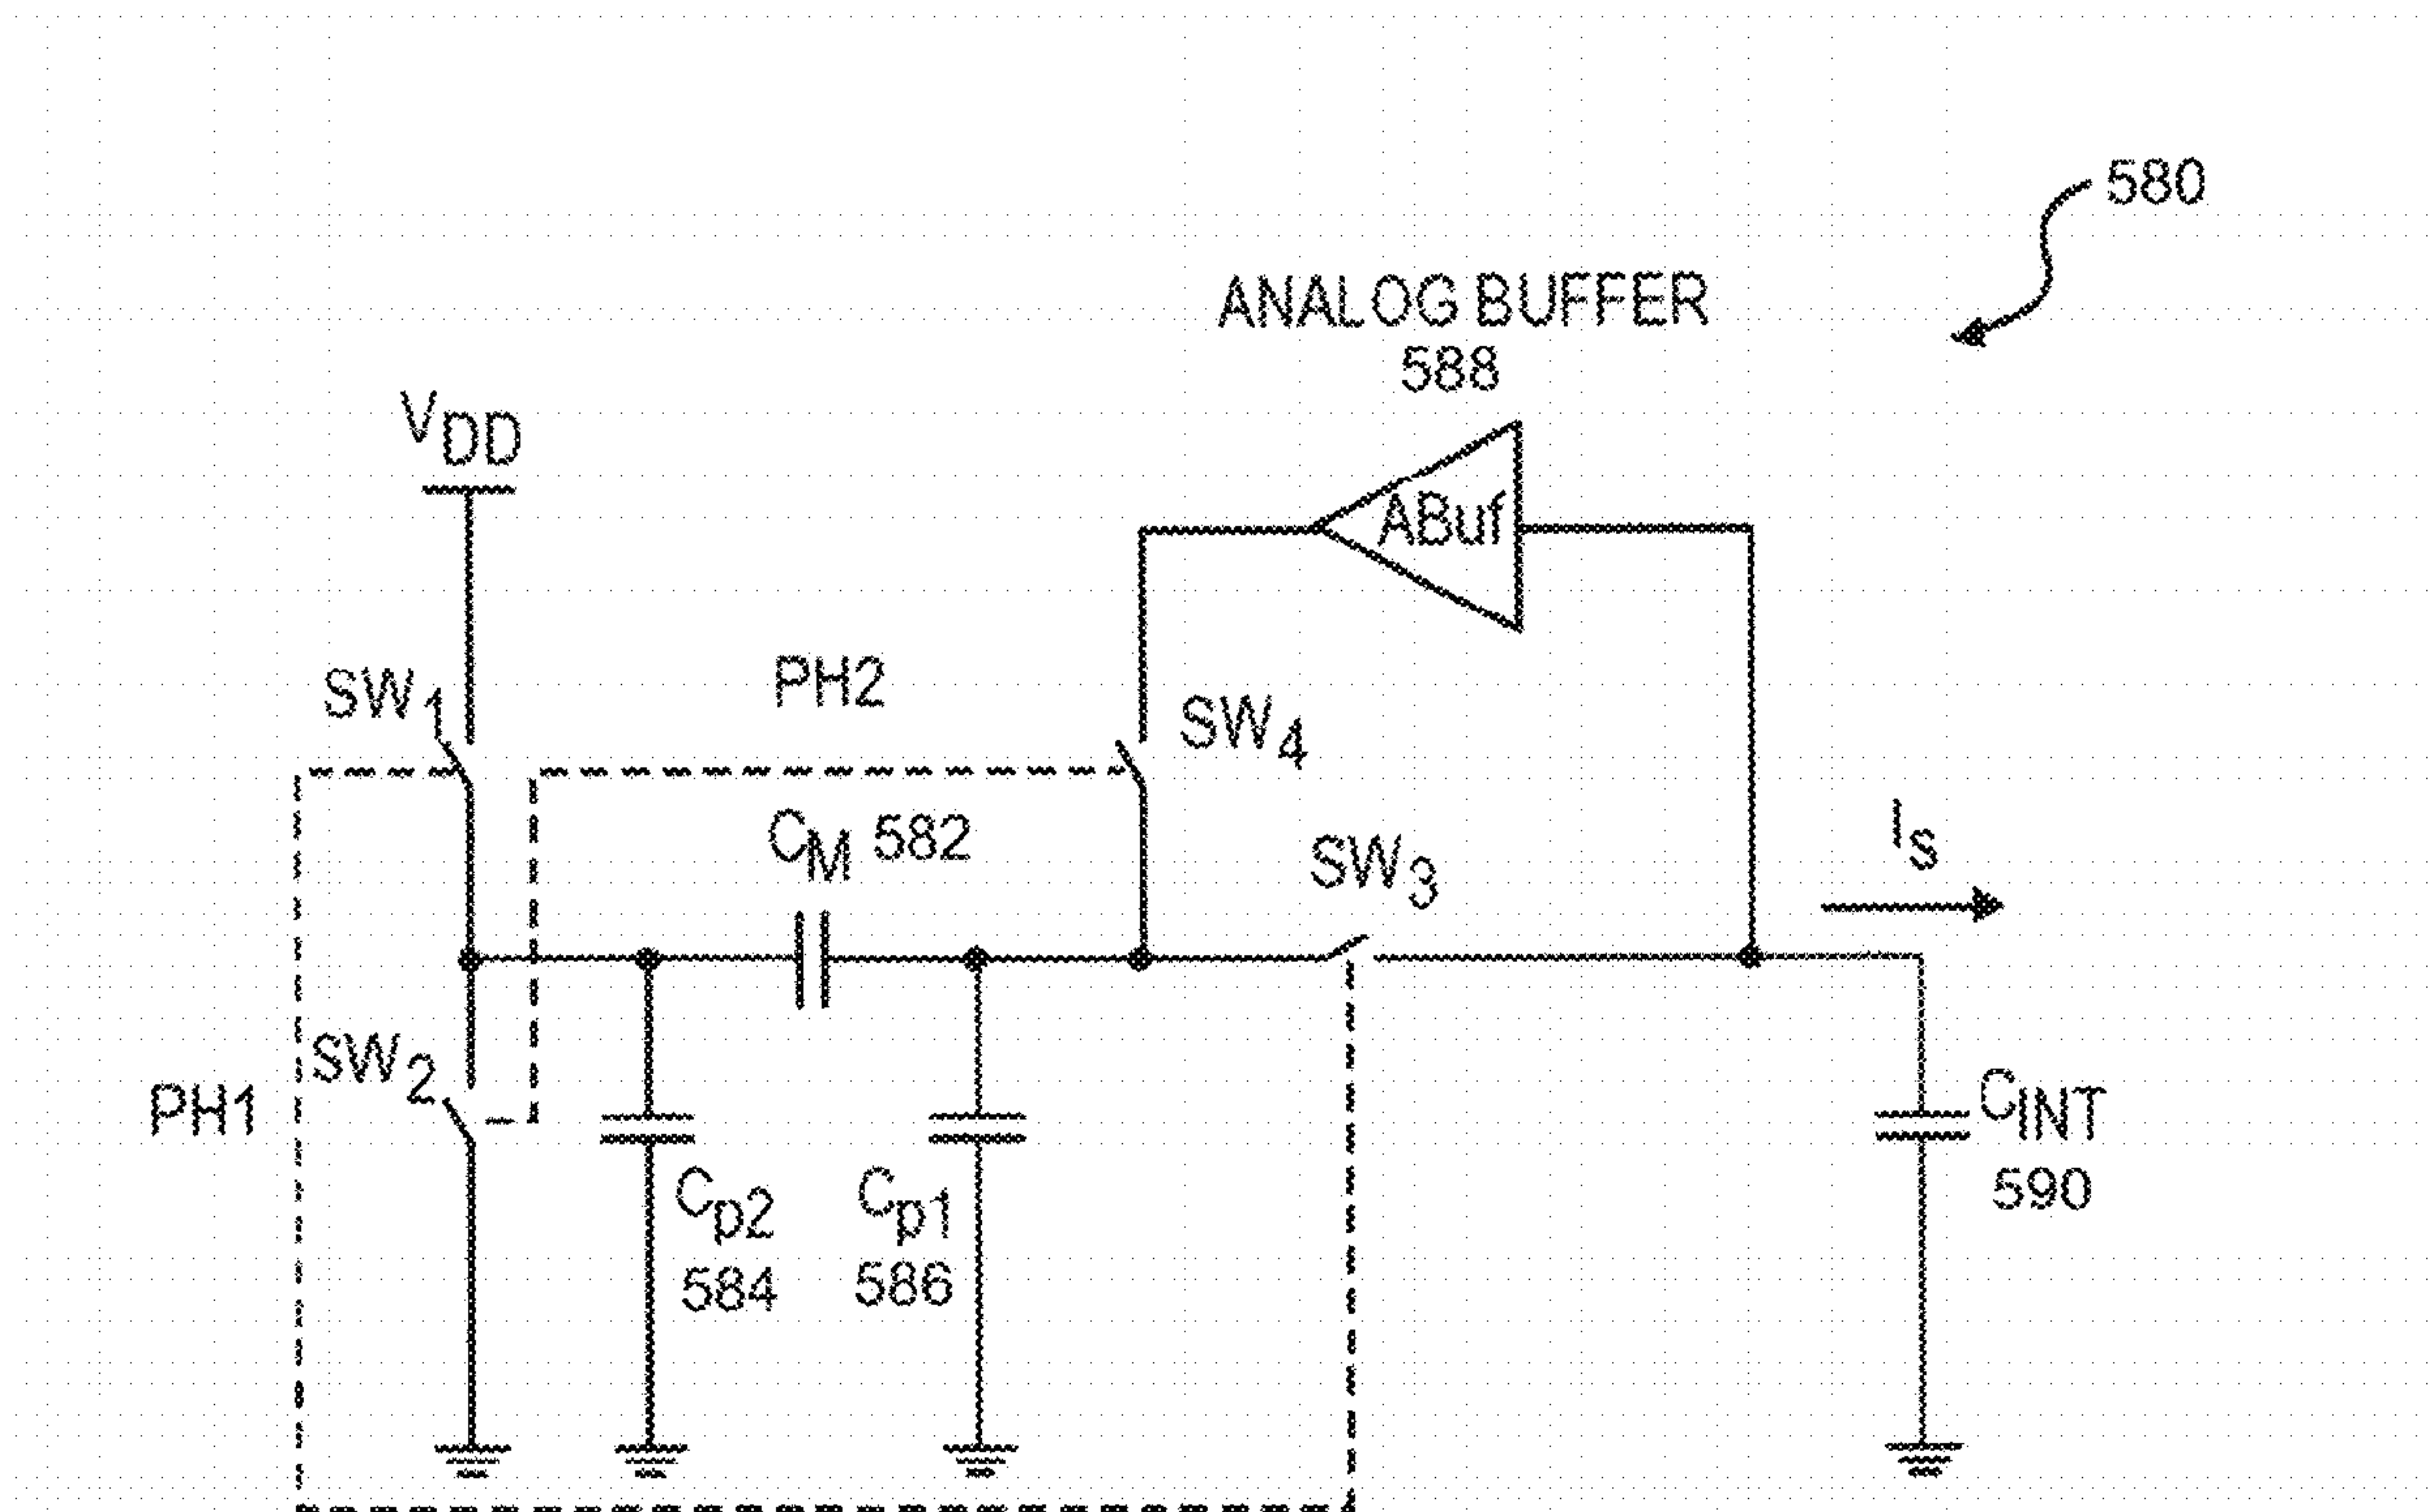 580
ANALOG BUFFER
588
VDD
ABuf
SW1
PH2
SW4
CM 582
SW3
IS
PH1
SW2
CINT
590
Cp2
584
Cp1
586